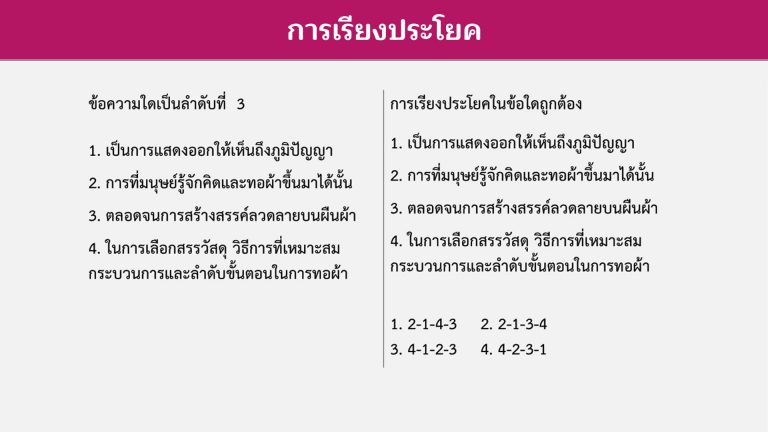 การเรียงประโยค
ข้อความใดเป็นลำดับที่ 3
1. เป็นการแสดงออกให้เห็นถึงภูมิปัญญา
2. การที่มนุษย์รู้จักคิดและทอผ้าขึ้นมาได้นั้น
3. ตลอดจนการสร้างสรรค์ลวดลายบนผืนผ้า
4. ในการเลือกสรรวัสดุ วิธีการที่เหมาะสม
กระบวนการและลำดับขั้นตอนในการทอผ้า
การเรียงประโยคในข้อใดถูกต้อง
1. เป็นการแสดงออกให้เห็นถึงภูมิปัญญา
2. การที่มนุษย์รู้จักคิดและทอผ้าขึ้นมาได้นั้น
3. ตลอดจนการสร้างสรรค์ลวดลายบนผืนผ้า
4. ในการเลือกสรรวัสดุ วิธีการที่เหมาะสม
กระบวนการและลำดับขั้นตอนในการทอผ้า
1. 2-1-4-3 2. 2-1-3-4
3. 4-1-2-3 4. 4-2-3-1